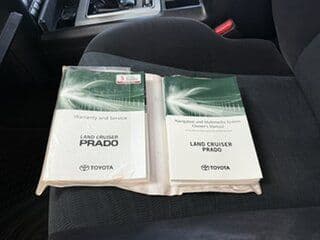 Warranty and Service
LAND CRUISER
PRADO
TOYOTA
Navigation and Multimedia System
Owner's Manual
LAND CRUISER
PRADO
TOYOTA